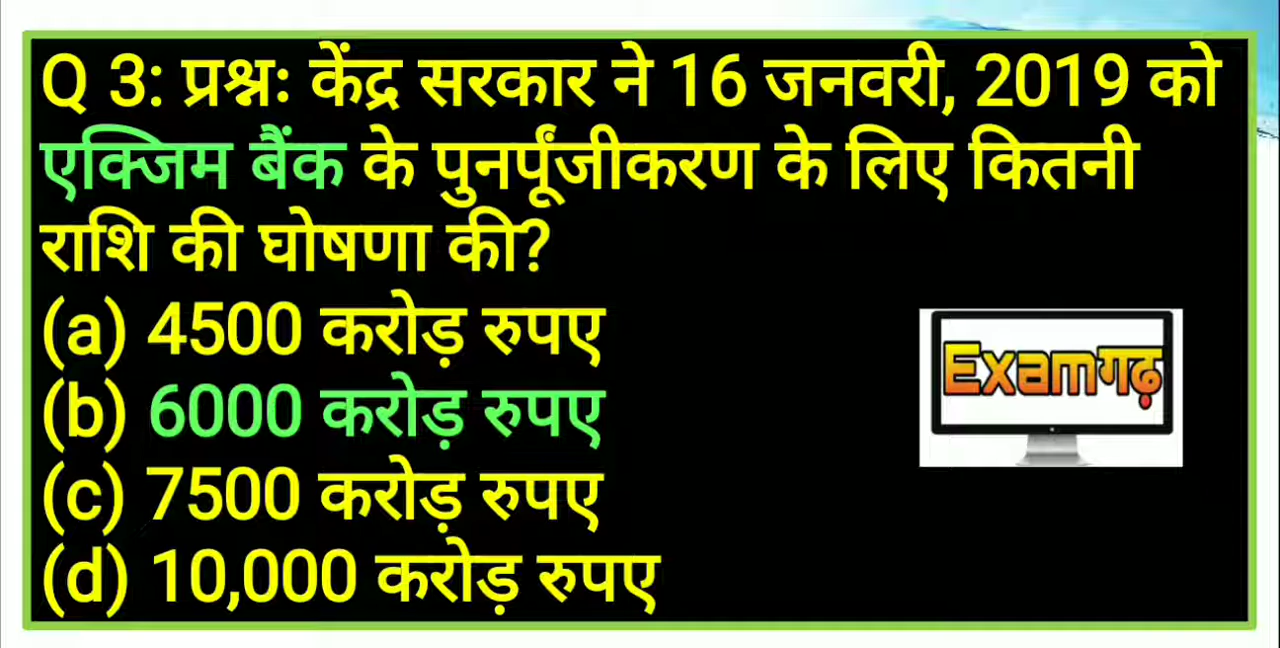 Q 3: प्रश्नः केंद्र सरकार ने 16 जनवरी, 2019 को
एक्जिम बैंक के पुनर्पूंजीकरण के लिए कितनी
राशि की घोषणा की?
(a) 4500 करोड़ रुपए
(b) 6000 करोड़ रुपए
(c) 7500 करोड़ रुपए
(d) 10,000 करोड़ रुपए
Examगढ़